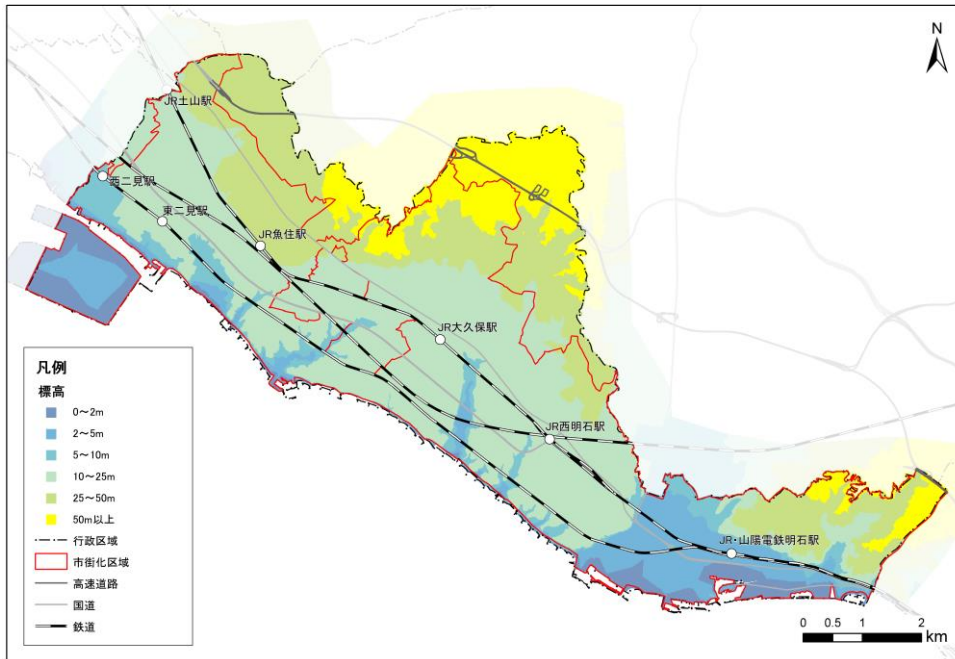 N
JR土山駅
西二見駅
東二見駅
JR魚住駅
JR大久保駅
JR西明石駅
JR・山陽電鉄明石駅
凡例
標高
0～2m
2～5m
5～10m
10～25m
25～50m
50m以上
行政区域
市街化区域
高速道路
国道
鉄道
0 0.5 1 2
km